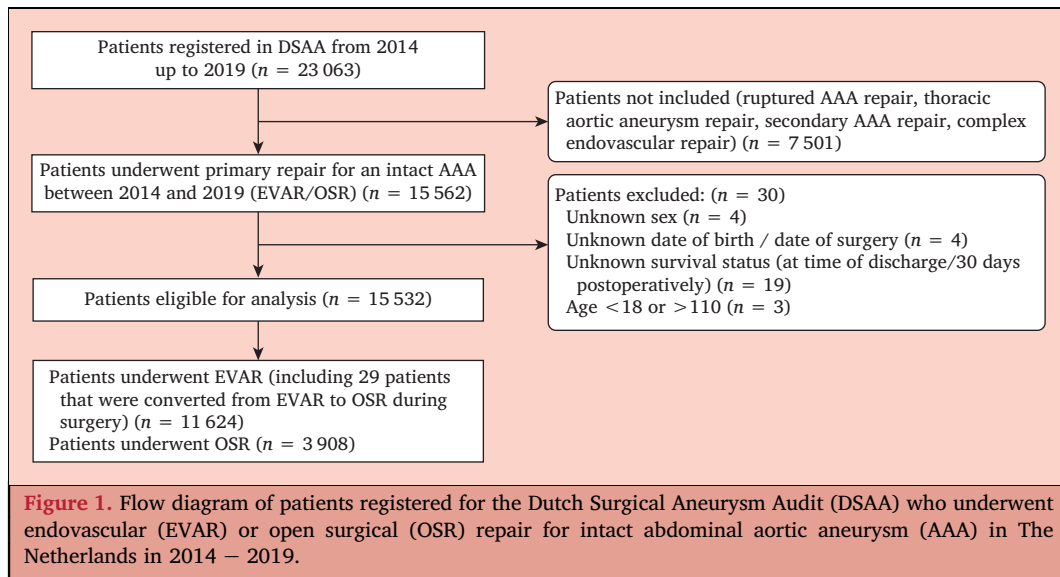 Patients registered in DSAA from 2014
up to 2019 (n = 23 063)
Patients not included (ruptured AAA repair, thoracic
aortic aneurysm repair, secondary AAA repair, complex
endovascular repair) (n = 7 501)
Patients underwent primary repair for an intact AAA
between 2014 and 2019 (EVAR/OSR) (n = 15 562)
Patients excluded: (n = 30)
Unknown sex (n = 4)
Unknown date of birth / date of surgery (n = 4)
Unknown survival status (at time of discharge/30 days
postoperatively) (n = 19)
Age <18 or >110 (n = 3)
Patients eligible for analysis (n = 15 532)
Patients underwent EVAR (including 29 patients
that were converted from EVAR to OSR during
surgery) (n = 11 624)
Patients underwent OSR (n = 3 908)
Figure 1. Flow diagram of patients registered for the Dutch Surgical Aneurysm Audit (DSAA) who underwent
endovascular (EVAR) or open surgical (OSR) repair for intact abdominal aortic aneurysm (AAA) in The
Netherlands in 2014 – 2019.